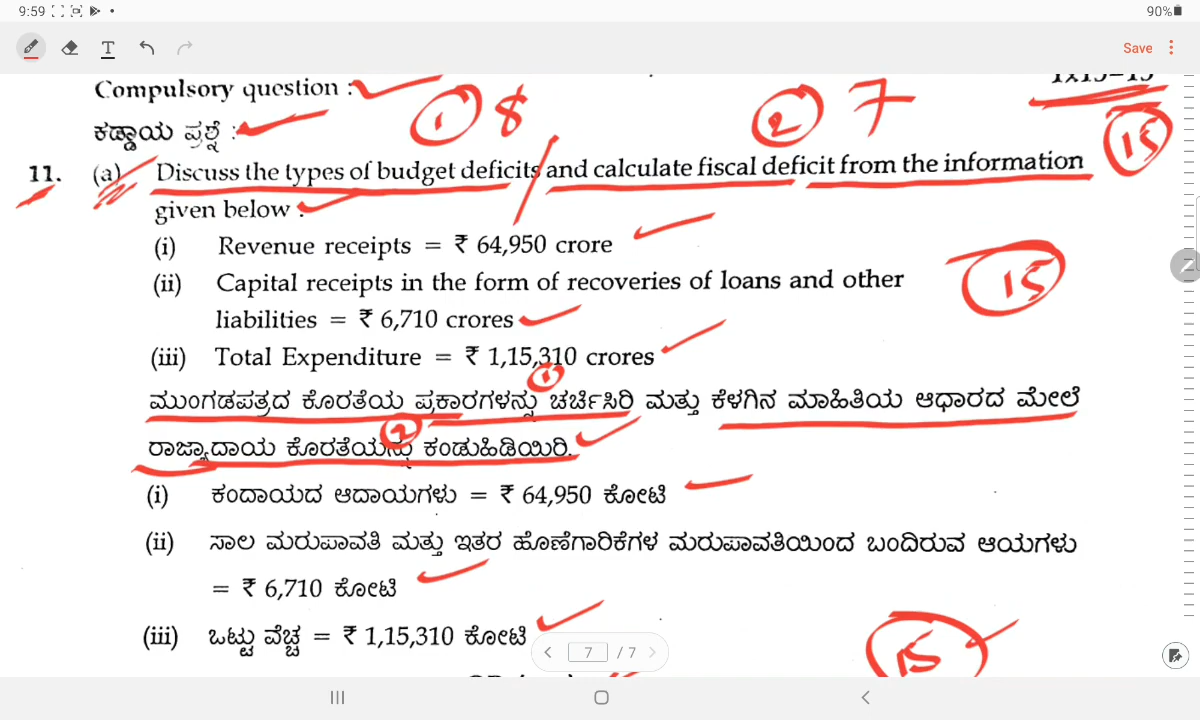 9:59
90%
T
Save
Compulsory question :
1x15=15
ಕಡ್ಡಾಯ ಪ್ರಶ್ನೆ :
1 8
2 7
15
11. (a) Discuss the types of budget deficits and calculate fiscal deficit from the information
given below :
(i) Revenue receipts = ₹ 64,950 crore
(ii) Capital receipts in the form of recoveries of loans and other
liabilities = ₹ 6,710 crores
15
(iii) Total Expenditure = ₹ 1,15,310 crores
1
ಮುಂಗಡಪತ್ರದ ಕೊರತೆಯ ಪ್ರಕಾರಗಳನ್ನು ಚರ್ಚಿಸಿರಿ ಮತ್ತು ಕೆಳಗಿನ ಮಾಹಿತಿಯ ಆಧಾರದ ಮೇಲೆ
2
ರಾಜ್ಯಾದಾಯ ಕೊರತೆಯನ್ನು ಕಂಡುಹಿಡಿಯಿರಿ.
(i) ಕಂದಾಯದ ಆದಾಯಗಳು = ₹ 64,950 ಕೋಟಿ
(ii) ಸಾಲ ಮರುಪಾವತಿ ಮತ್ತು ಇತರ ಹೊಣೆಗಾರಿಕೆಗಳ ಮರುಪಾವತಿಯಿಂದ ಬಂದಿರುವ ಆಯಗಳು
= ₹ 6,710 ಕೋಟಿ
(iii) ಒಟ್ಟು ವೆಚ್ಚ = ₹ 1,15,310 ಕೋಟಿ
15
7 / 7